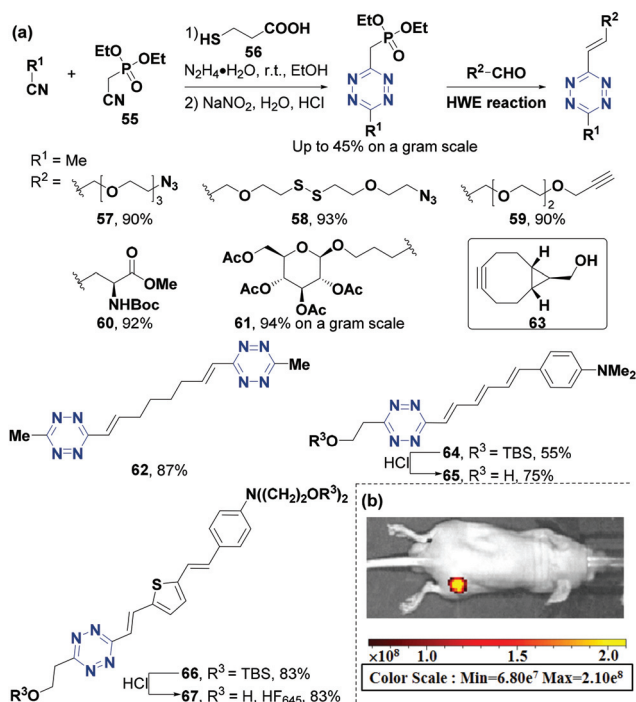 (a)
R1
CN
+
EtO OEt
P
O
CN
55
1) HS COOH
56
N2H4•H2O, r.t., EtOH
2) NaNO2, H2O, HCl
OEt
EtO
P
O
N N
N N
R1
Up to 45% on a gram scale
R2−CHO
HWE reaction
R2
N N
N N
R1
R1 = Me
R2 =
O N3
3
57, 90%
O S S O N3
58, 93%
O O
2
59, 90%
O
OMe
NHBoc
60, 92%
AcO O O
AcO OAc
OAc
61, 94% on a gram scale
H
OH
H
63
N N
Me
N N
N N
Me
N N
62, 87%
NMe2
N N
R3O N N
64, R3 = TBS, 55%
HCl
65, R3 = H, 75%
N((CH2)2OR3)2
S
N N
N N
R3O
66, R3 = TBS, 83%
HCl
67, R3 = H, HF645, 83%
(b)
×10^8 1.0 1.5 2.0
Color Scale : Min=6.80e7 Max=2.10e8